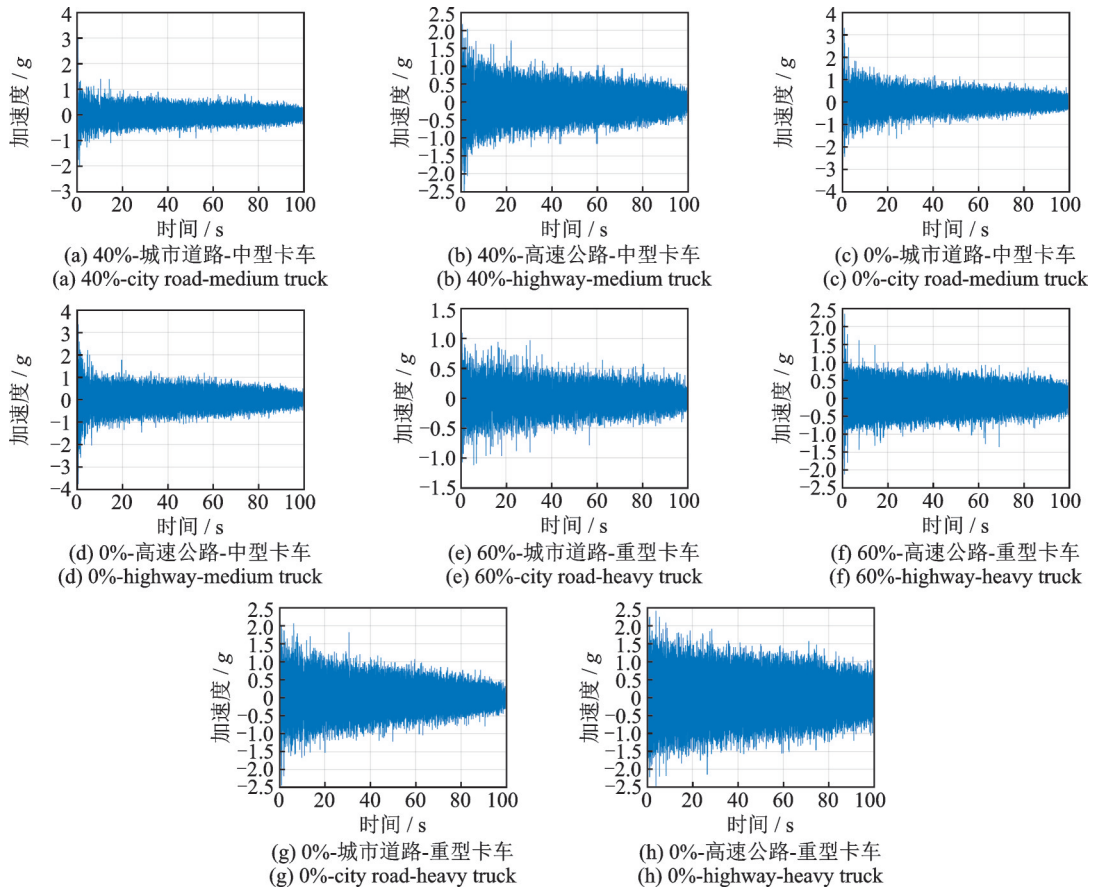 4
3
2
1
0
−1
−2
−3
加速度 / g
0 20 40 60 80 100
时间 / s
(a) 40%-城市道路-中型卡车
(a) 40%-city road-medium truck
2.5
2.0
1.5
1.0
0.5
0
−0.5
−1.0
−1.5
−2.0
−2.5
加速度 / g
0 20 40 60 80 100
时间 / s
(b) 40%-高速公路-中型卡车
(b) 40%-highway-medium truck
4
3
2
1
0
−1
−2
−3
−4
加速度 / g
0 20 40 60 80 100
时间 / s
(c) 0%-城市道路-中型卡车
(c) 0%-city road-medium truck
4
3
2
1
0
−1
−2
−3
−4
加速度 / g
0 20 40 60 80 100
时间 / s
(d) 0%-高速公路-中型卡车
(d) 0%-highway-medium truck
1.5
1.0
0.5
0
−0.5
−1.0
−1.5
加速度 / g
0 20 40 60 80 100
时间 / s
(e) 60%-城市道路-重型卡车
(e) 60%-city road-heavy truck
2.5
2.0
1.5
1.0
0.5
0
−0.5
−1.0
−1.5
−2.0
−2.5
加速度 / g
0 20 40 60 80 100
时间 / s
(f) 60%-高速公路-重型卡车
(f) 60%-highway-heavy truck
2.5
2.0
1.5
1.0
0.5
0
−0.5
−1.0
−1.5
−2.0
−2.5
加速度 / g
0 20 40 60 80 100
时间 / s
(g) 0%-城市道路-重型卡车
(g) 0%-city road-heavy truck
2.5
2.0
1.5
1.0
0.5
0
−0.5
−1.0
−1.5
−2.0
−2.5
加速度 / g
0 20 40 60 80 100
时间 / s
(h) 0%-高速公路-重型卡车
(h) 0%-highway-heavy truck